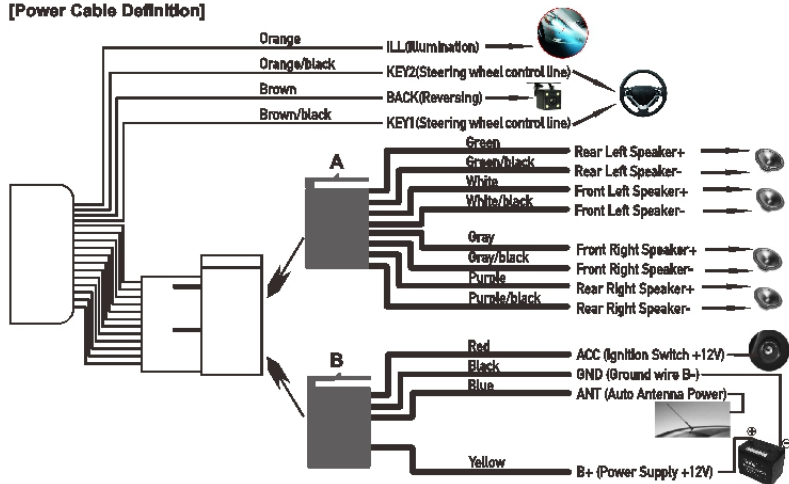 [Power Cable Definition]
Orange ILL(Illumination)
Orange/black KEY2(Steering wheel control line)
Brown BACK(Reversing)
Brown/black KEY1(Steering wheel control line)
A
Green Rear Left Speaker+
Green/black Rear Left Speaker-
White Front Left Speaker+
White/black Front Left Speaker-
Gray Front Right Speaker+
Gray/black Front Right Speaker-
Purple Rear Right Speaker+
Purple/black Rear Right Speaker-
B
Red ACC (Ignition Switch +12V)
Black GND (Ground wire B-)
Blue ANT (Auto Antenna Power)
Yellow B+ (Power Supply +12V)